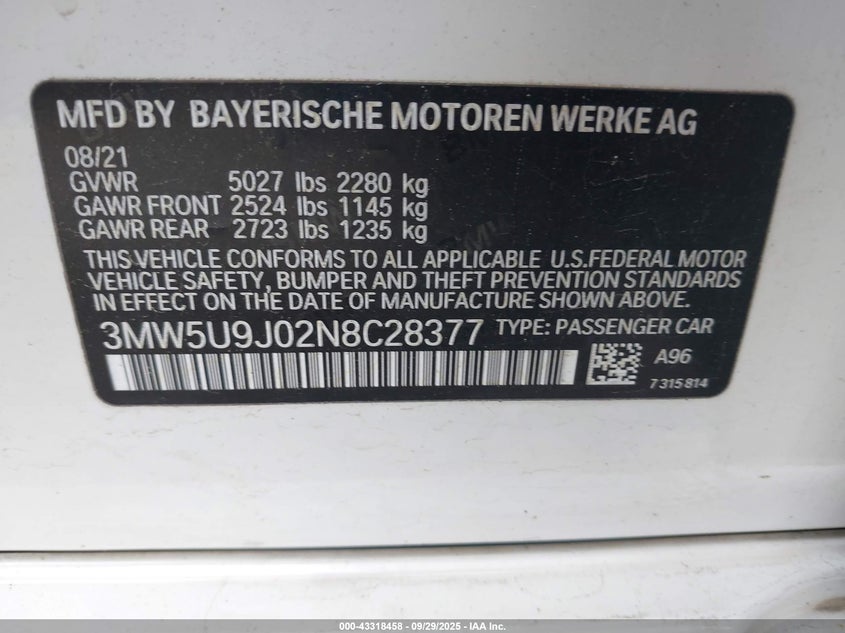 MFD BY BAYERISCHE MOTOREN WERKE AG
08/21
GVWR 5027 lbs 2280 kg
GAWR FRONT 2524 lbs 1145 kg
GAWR REAR 2723 lbs 1235 kg
THIS VEHICLE CONFORMS TO ALL APPLICABLE U.S.FEDERAL MOTOR
VEHICLE SAFETY, BUMPER AND THEFT PREVENTION STANDARDS
IN EFFECT ON THE DATE OF MANUFACTURE SHOWN ABOVE.
3MW5U9J02N8C28377 TYPE: PASSENGER CAR
A96
7315814
000-43318458 - 09/29/2025 - IAA Inc.